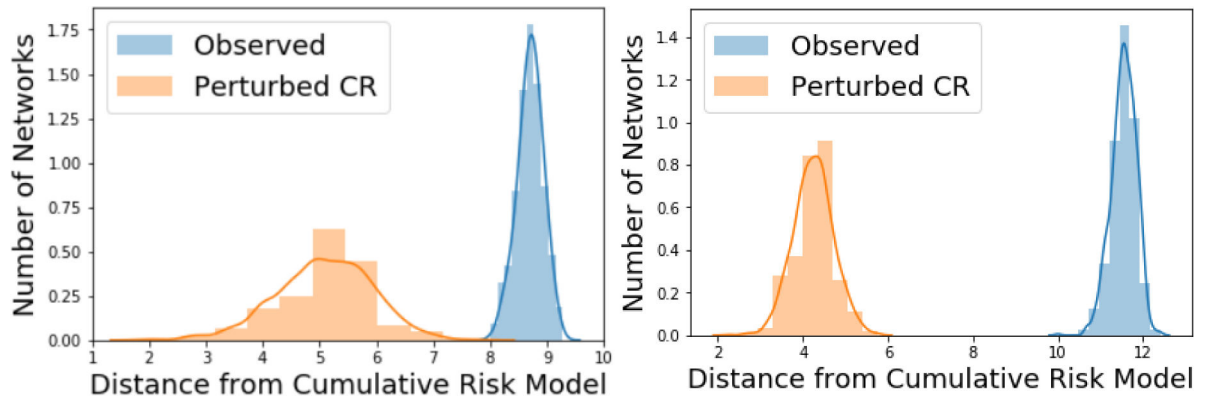 Number of Networks
1.75
1.50
1.25
1.00
0.75
0.50
0.25
0.00
Observed
Perturbed CR
1 2 3 4 5 6 7 8 9 10
Distance from Cumulative Risk Model
Number of Networks
1.4
1.2
1.0
0.8
0.6
0.4
0.2
0.0
Observed
Perturbed CR
2 4 6 8 10 12
Distance from Cumulative Risk Model